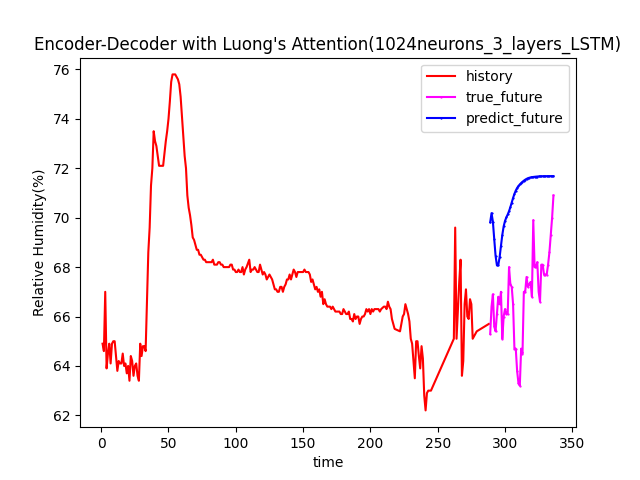 Encoder-Decoder with Luong's Attention(1024neurons_3_layers_LSTM)
history
true_future
predict_future
Relative Humidity(%)
76
74
72
70
68
66
64
62
0 50 100 150 200 250 300 350
time